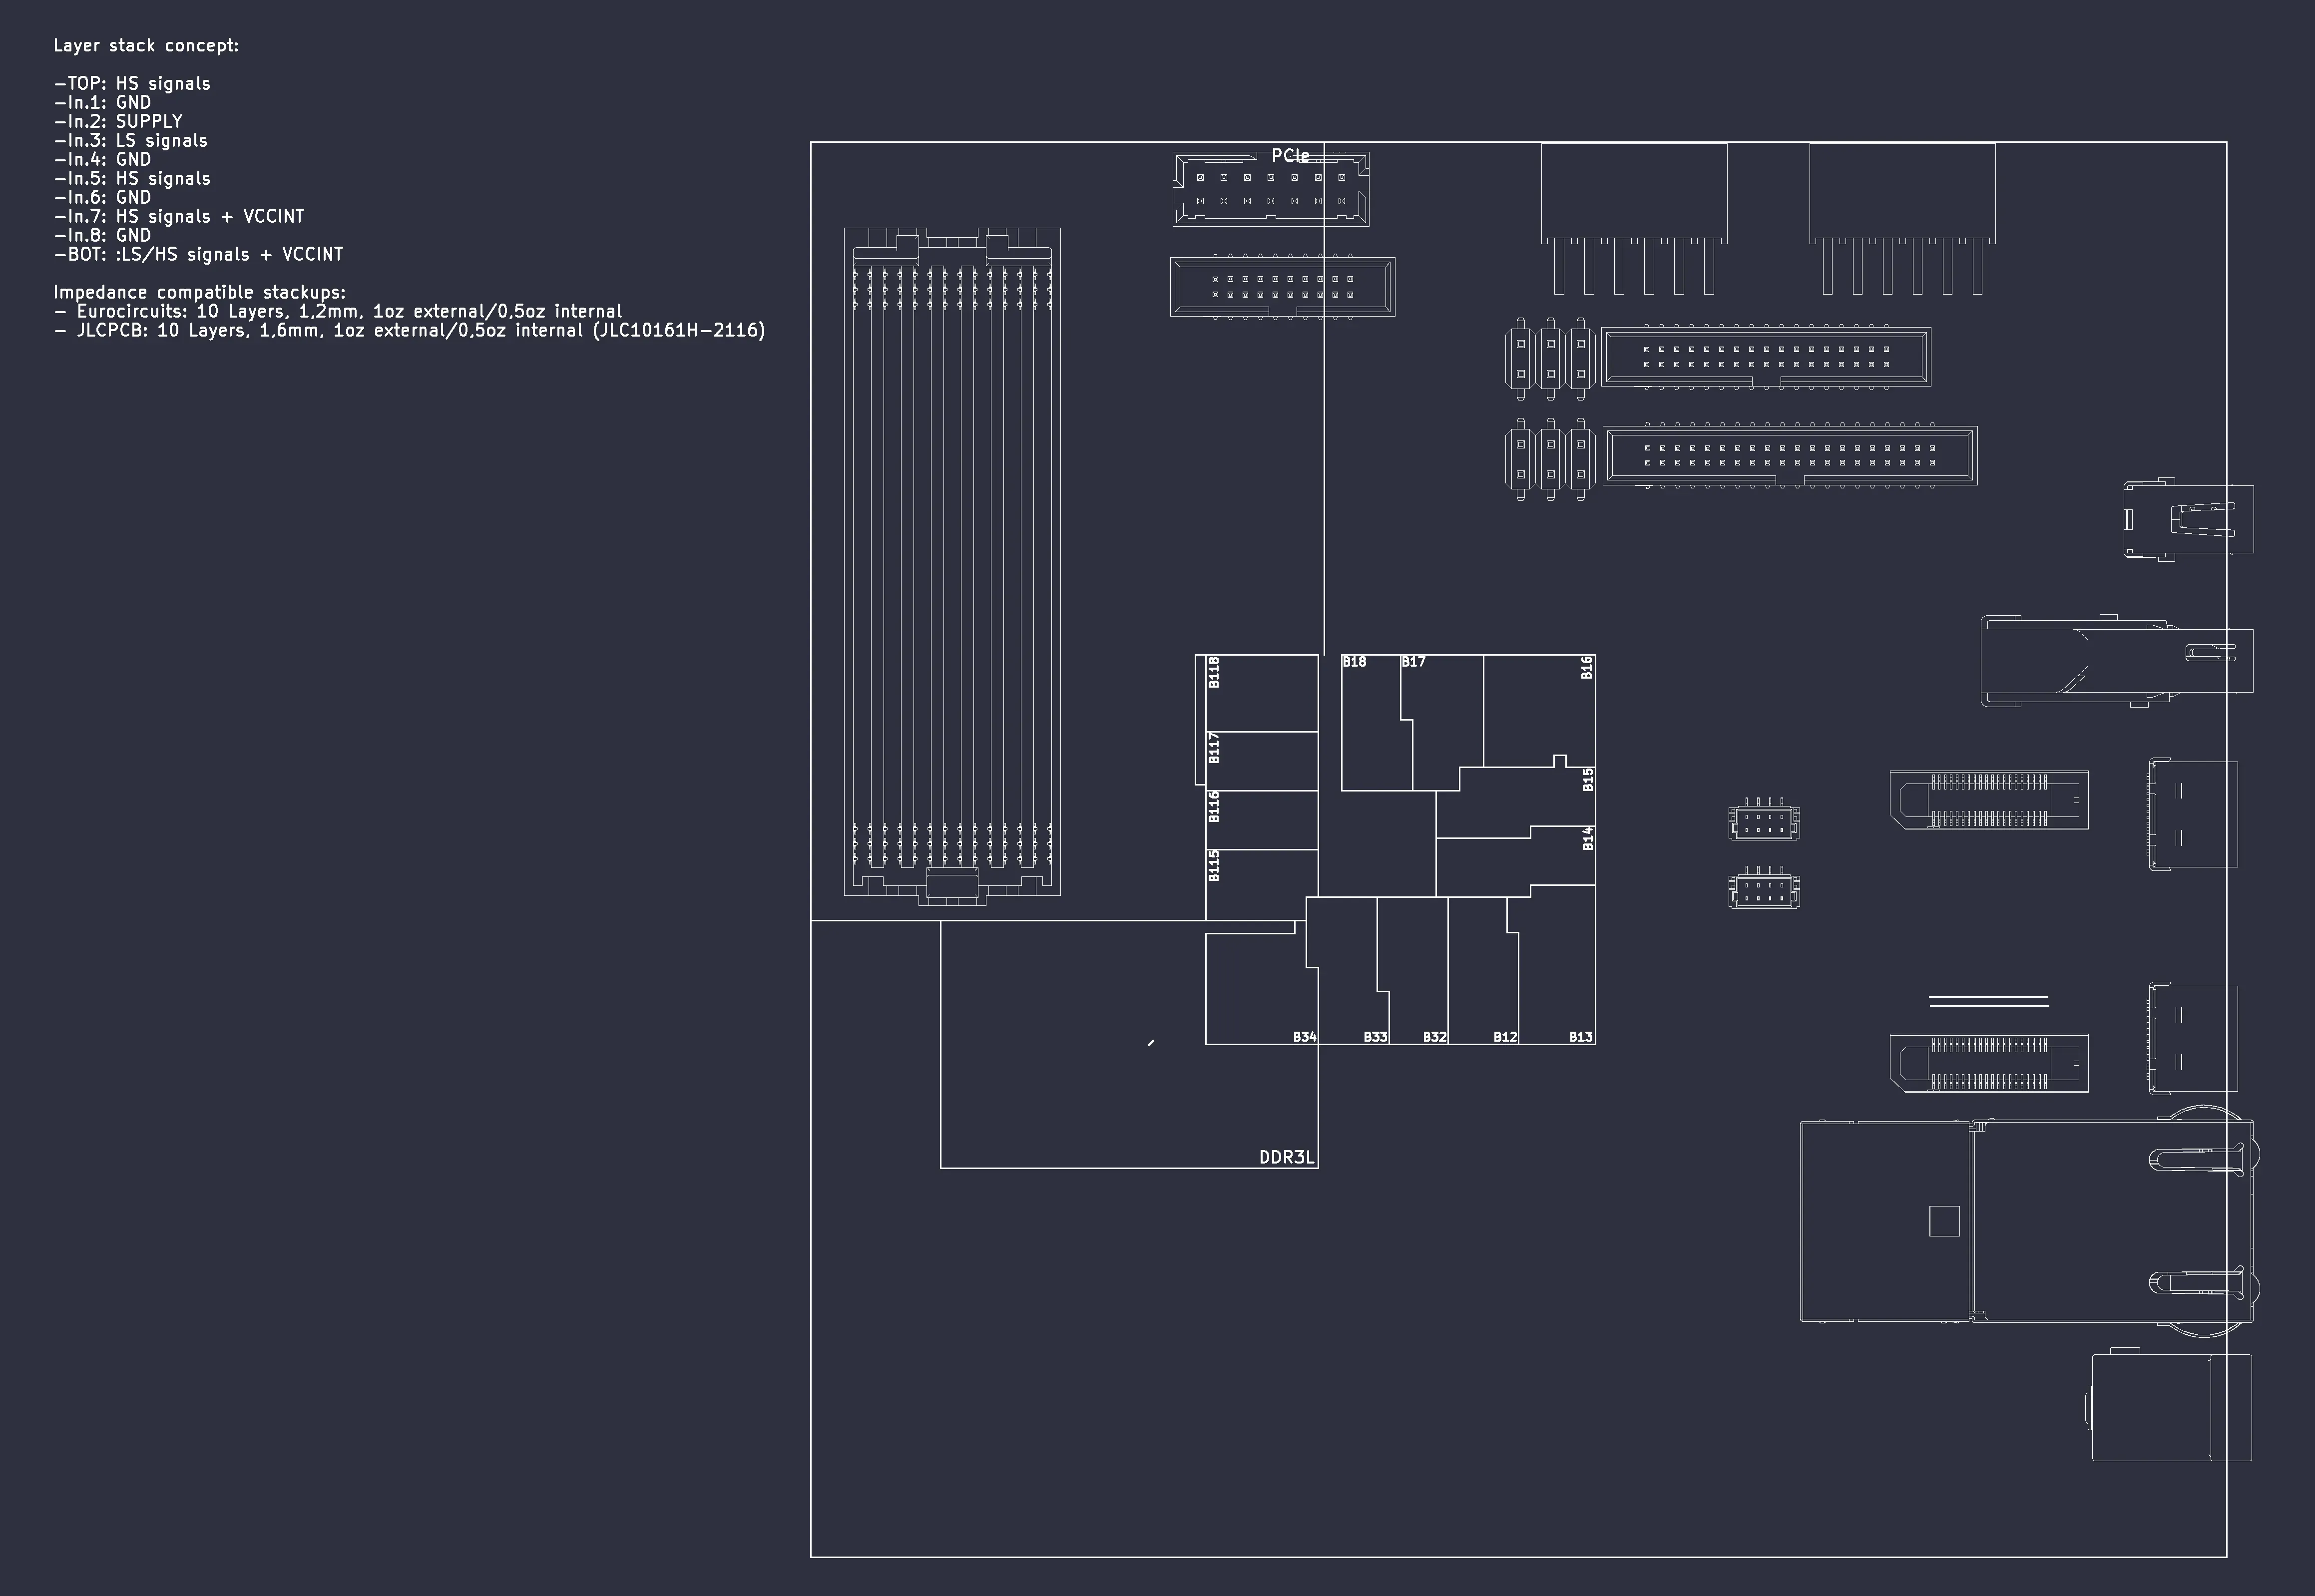 Layer stack concept:
-TOP: HS signals
-In.1: GND
-In.2: SUPPLY
-In.3: LS signals
-In.4: GND
-In.5: HS signals
-In.6: GND
-In.7: HS signals + VCCINT
-In.8: GND
-BOT: :LS/HS signals + VCCINT
Impedance compatible stackups:
- Eurocircuits: 10 Layers, 1,2mm, 1oz external/0,5oz internal
- JLCPCB: 10 Layers, 1,6mm, 1oz external/0,5oz internal (JLC10161H-2116)
PCIe
B118
B18
B17
B16
B117
B15
B116
B14
B115
B34
B33
B32
B12
B13
DDR3L